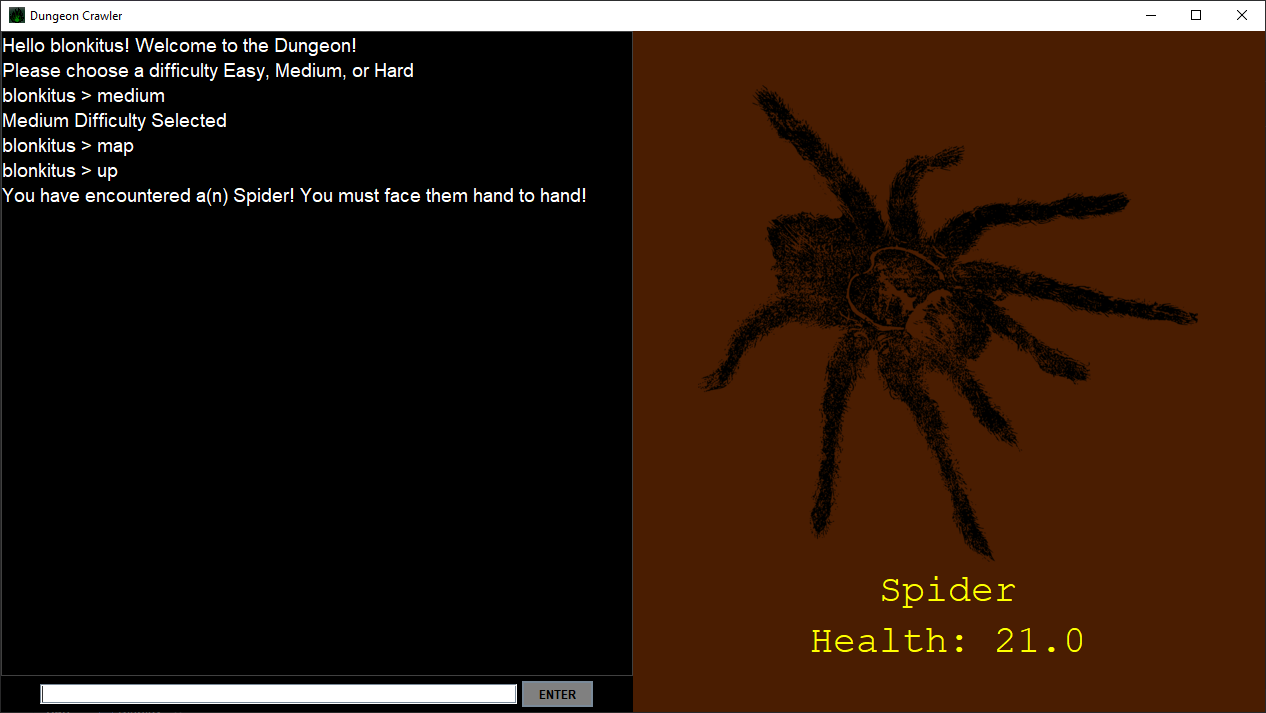 Dungeon Crawler
Hello blonkitus! Welcome to the Dungeon!
Please choose a difficulty Easy, Medium, or Hard
blonkitus > medium
Medium Difficulty Selected
blonkitus > map
blonkitus > up
You have encountered a(n) Spider! You must face them hand to hand!
ENTER
Spider
Health: 21.0